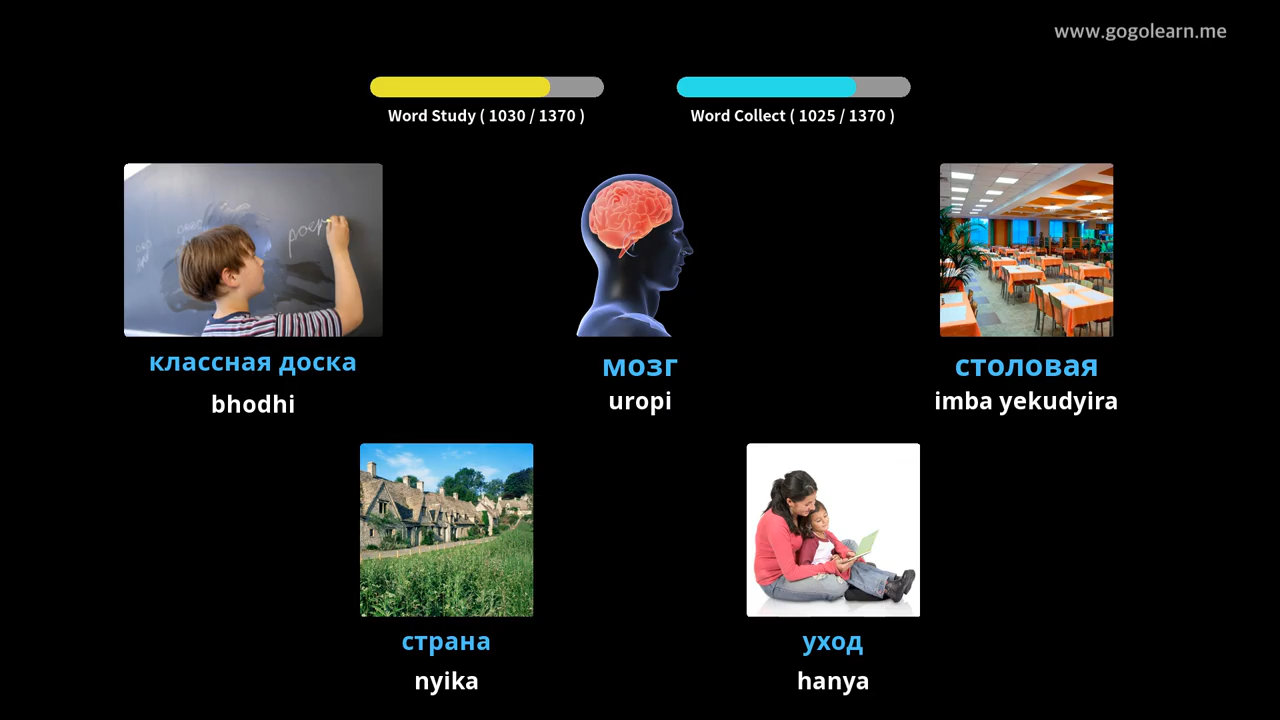 www.gogolearn.me
Word Study ( 1030 / 1370 )
Word Collect ( 1025 / 1370 )
poer
классная доска
bhodhi
мозг
uropi
столовая
imba yekudyira
страна
nyika
уход
hanya